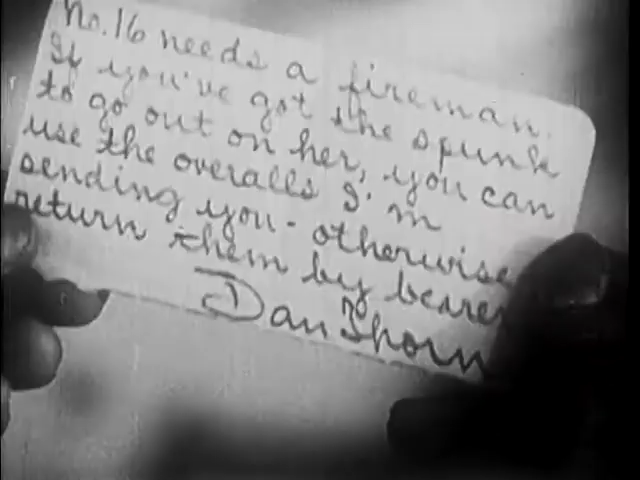 No. 16 needs a fireman.
If you've got the spunk
to go out on her, you can
use the overalls I'm
sending you - otherwise
return them by bearer
Dan Thorn